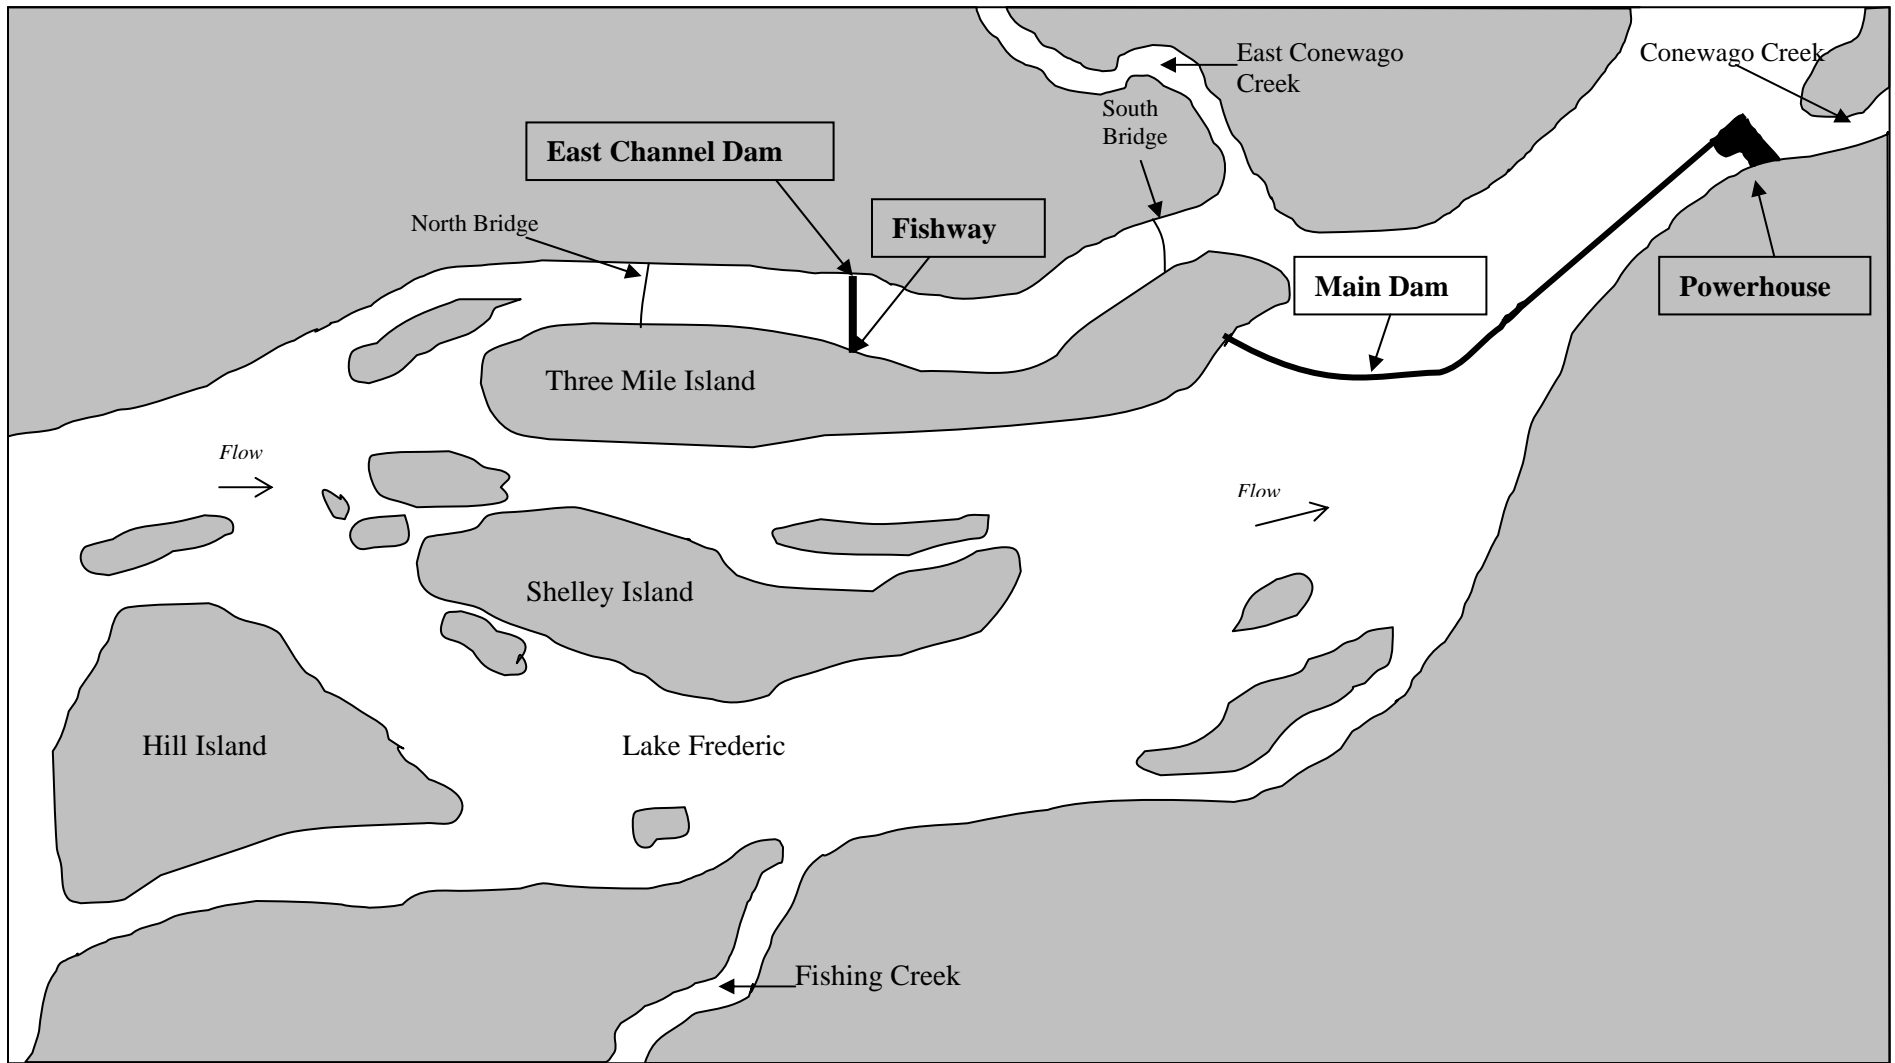 East Conewago
Creek
Conewago Creek
South
Bridge
East Channel Dam
North Bridge
Fishway
Main Dam
Powerhouse
Three Mile Island
Flow
Flow
Shelley Island
Hill Island
Lake Frederic
Fishing Creek